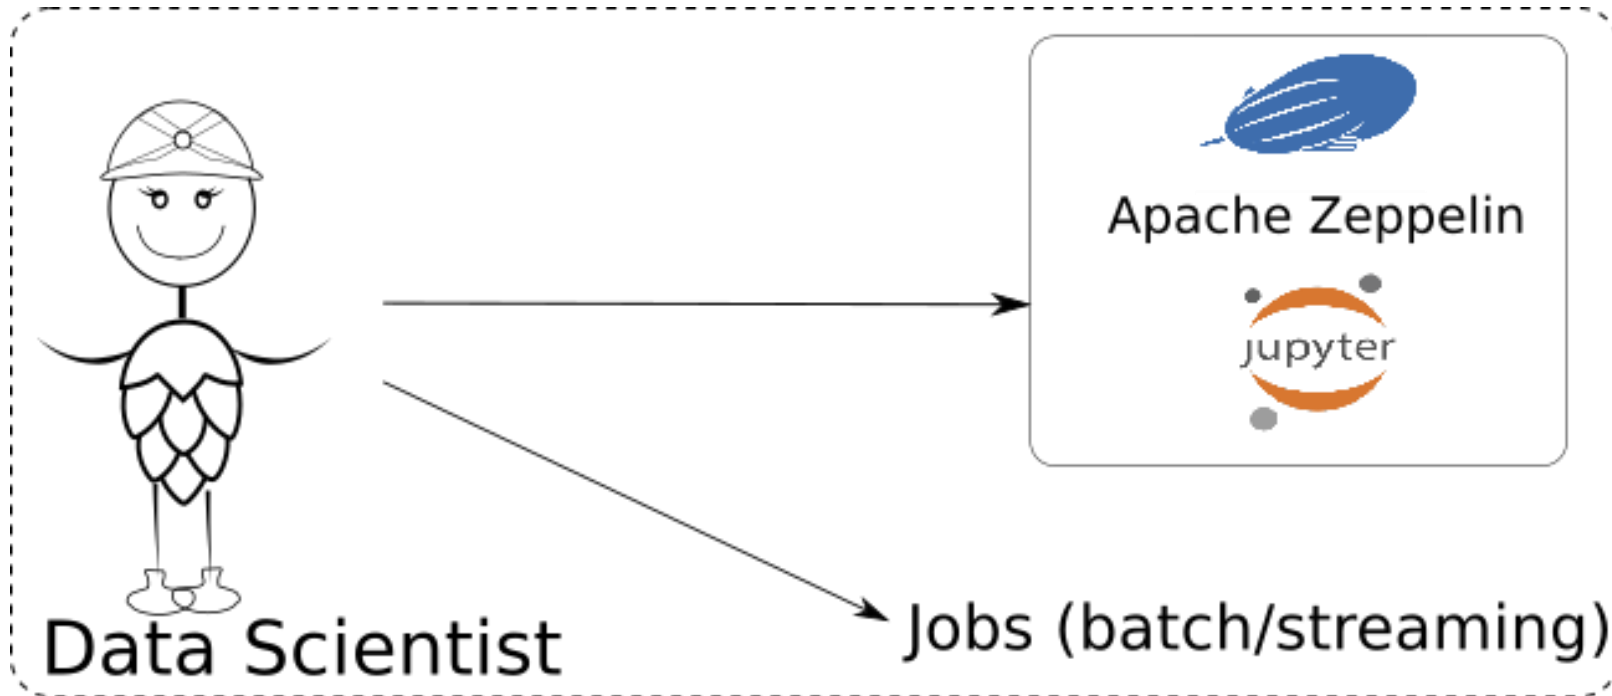 Apache Zeppelin
jupyter
Data Scientist
Jobs (batch/streaming)